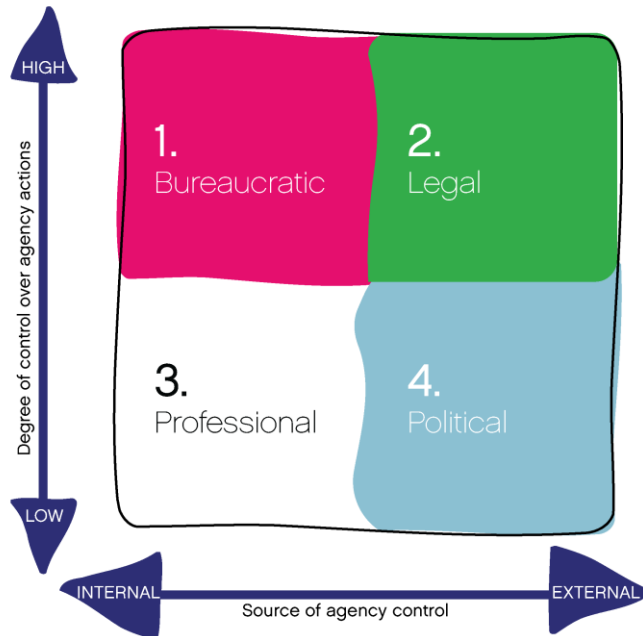 HIGH
Degree of control over agency actions
1.
Bureaucratic
2.
Legal
3.
Professional
4.
Political
LOW
INTERNAL
EXTERNAL
Source of agency control